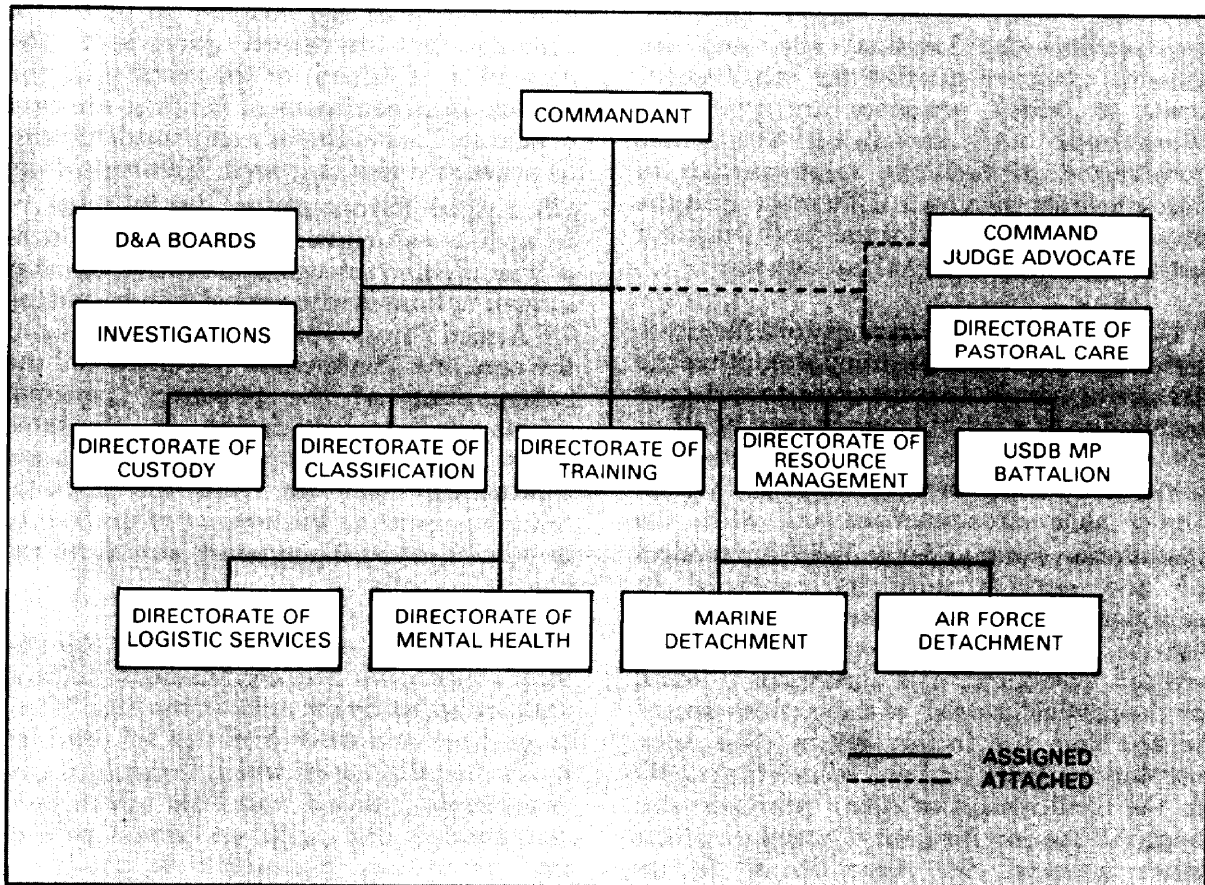 COMMANDANT
D&A BOARDS
COMMAND
JUDGE ADVOCATE
INVESTIGATIONS
DIRECTORATE OF
PASTORAL CARE
DIRECTORATE OF
CUSTODY
DIRECTORATE OF
CLASSIFICATION
DIRECTORATE OF
TRAINING
DIRECTORATE OF
RESOURCE
MANAGEMENT
USDB MP
BATTALION
DIRECTORATE OF
LOGISTIC SERVICES
DIRECTORATE OF
MENTAL HEALTH
MARINE
DETACHMENT
AIR FORCE
DETACHMENT
ASSIGNED
ATTACHED